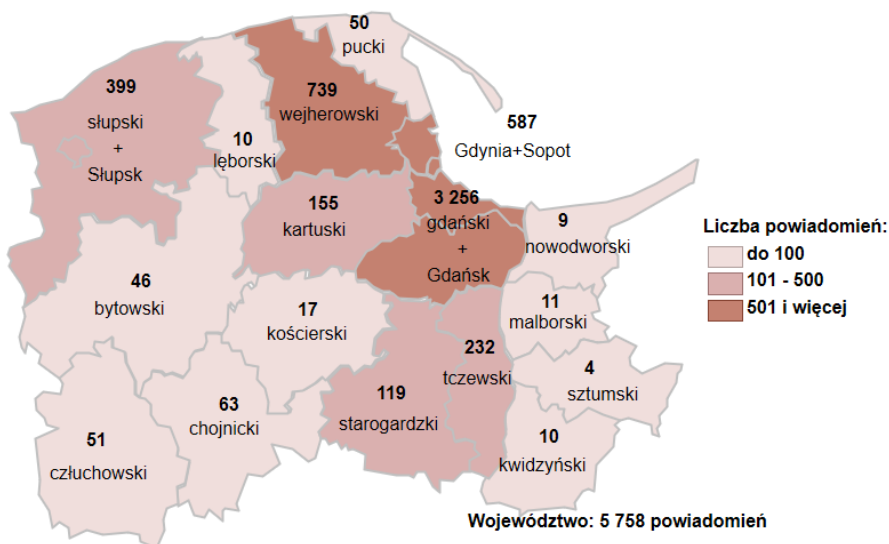 50
pucki
399
słupski
+
Słupsk
739
wejherowski
10
lęborski
587
Gdynia+Sopot
155
kartuski
3 256
gdański
+
Gdańsk
9
nowodworski
Liczba powiadomień:
do 100
101 - 500
501 i więcej
46
bytowski
17
kościerski
11
malborski
232
tczewski
4
sztumski
119
starogardzki
63
chojnicki
51
człuchowski
10
kwidzyński
Województwo: 5 758 powiadomień